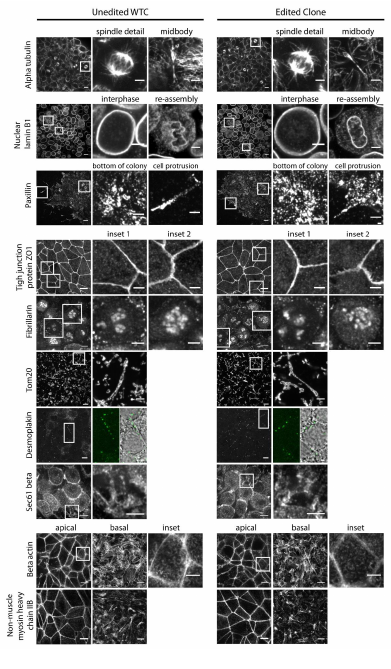 Unedited WTC
Edited Clone
spindle detail
midbody
spindle detail
midbody
Alpha tubulin
interphase
re-assembly
interphase
re-assembly
Nuclear
lamin B1
bottom of colony
cell protrusion
bottom of colony
cell protrusion
Paxillin
inset 1
inset 2
inset 1
inset 2
Tigh junction
protein ZO1
Fibrillarin
Tom20
Desmoplakin
Sec61 beta
apical
basal
inset
apical
basal
inset
Beta actin
Non-muscle
myosin heavy
chain IIB